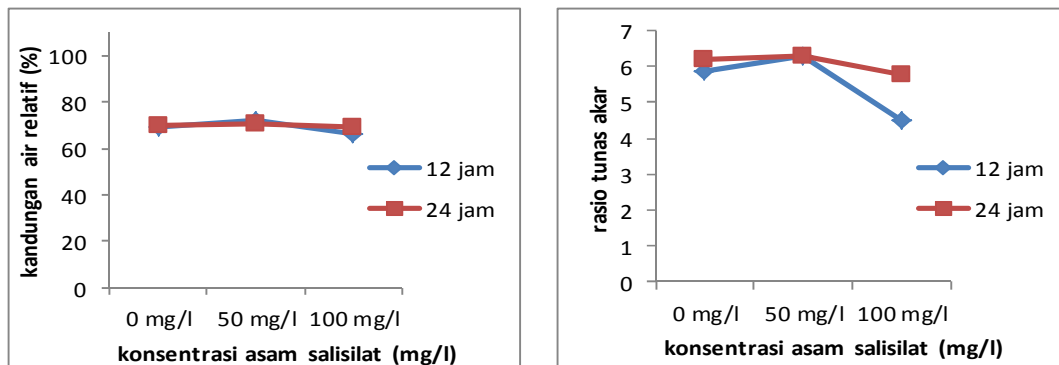 kandungan air relatif (%)
100
80
60
40
20
0
0 mg/l 50 mg/l 100 mg/l
konsentrasi asam salisilat (mg/l)
12 jam
24 jam
rasio tunas akar
7
6
5
4
3
2
1
0
0 mg/l 50 mg/l 100 mg/l
konsentrasi asam salisilat (mg/l)
12 jam
24 jam